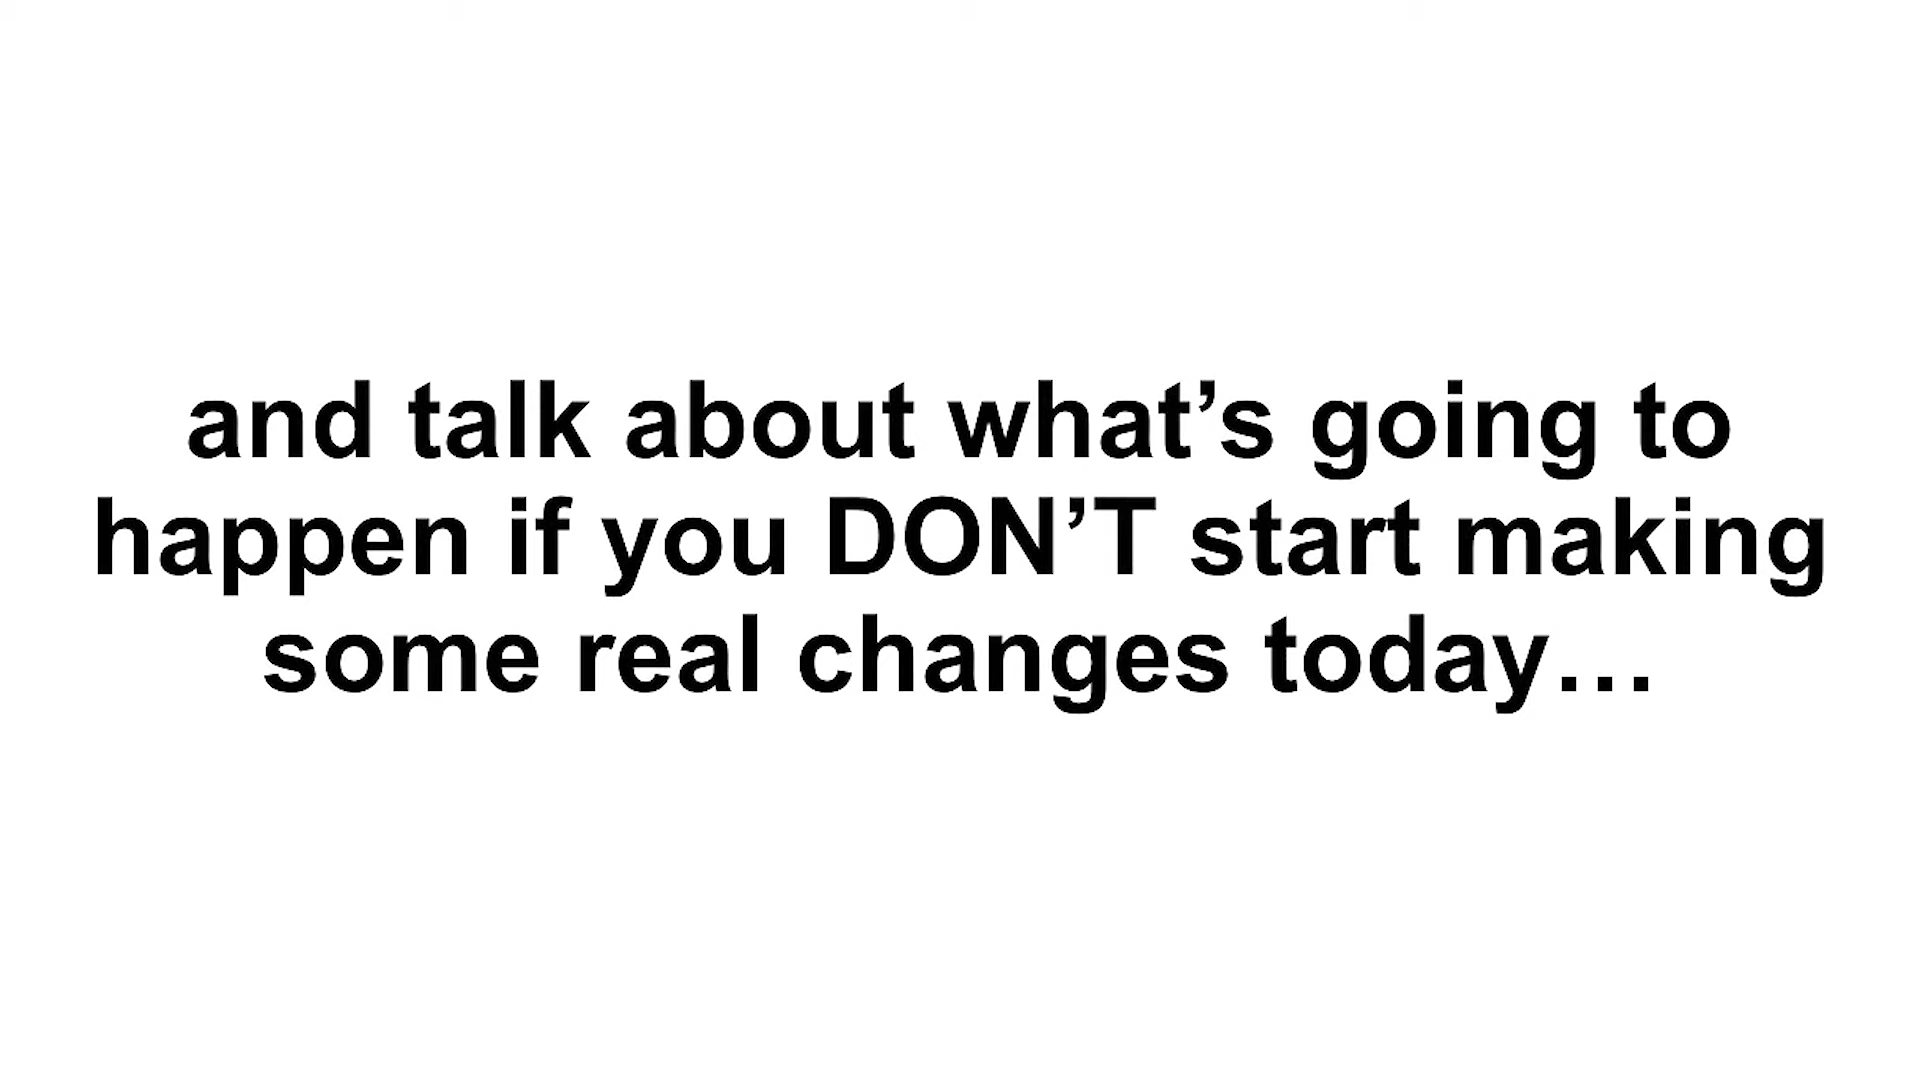 and talk about what’s going to
happen if you DON’T start making
some real changes today…